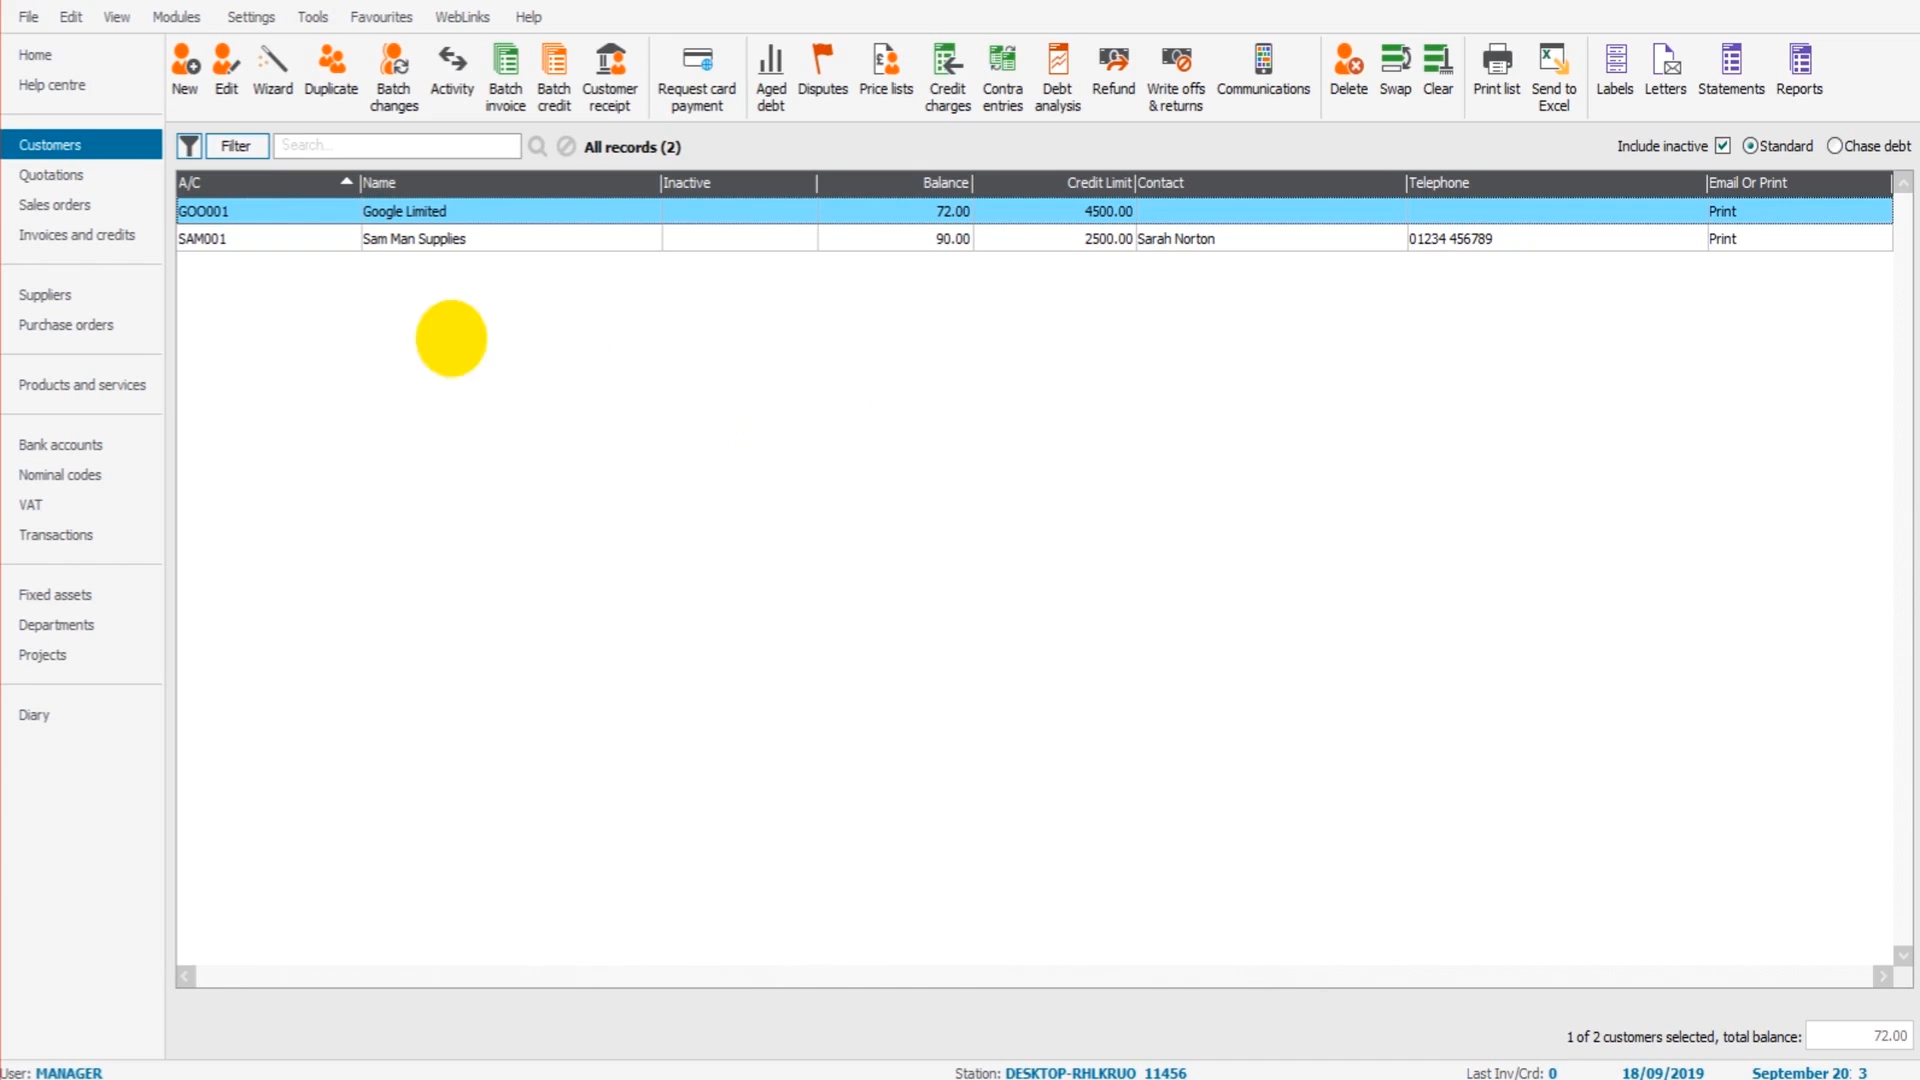 File Edit View Modules Settings Tools Favourites WebLinks Help
Home
Help centre
Customers
Quotations
Sales orders
Invoices and credits
Suppliers
Purchase orders
Products and services
Bank accounts
Nominal codes
VAT
Transactions
Fixed assets
Departments
Projects
Diary
New Edit Wizard Duplicate Batch changes Activity Batch invoice Batch credit Customer receipt Request card payment Aged debt Disputes Price lists Credit charges Contra entries Debt analysis Refund Write offs & returns Communications Delete Swap Clear Print list Send to Excel Labels Letters Statements Reports
Filter Search... All records (2) Include inactive Standard Chase debt
A/C Name Inactive Balance Credit Limit Contact Telephone Email Or Print
GOO001 Google Limited 72.00 4500.00 Print
SAM001 Sam Man Supplies 90.00 2500.00 Sarah Norton 01234 456789 Print
1 of 2 customers selected, total balance: 72.00
User: MANAGER Station: DESKTOP-RHLKRUO 11456 Last Inv/Crd: 0 18/09/2019 September